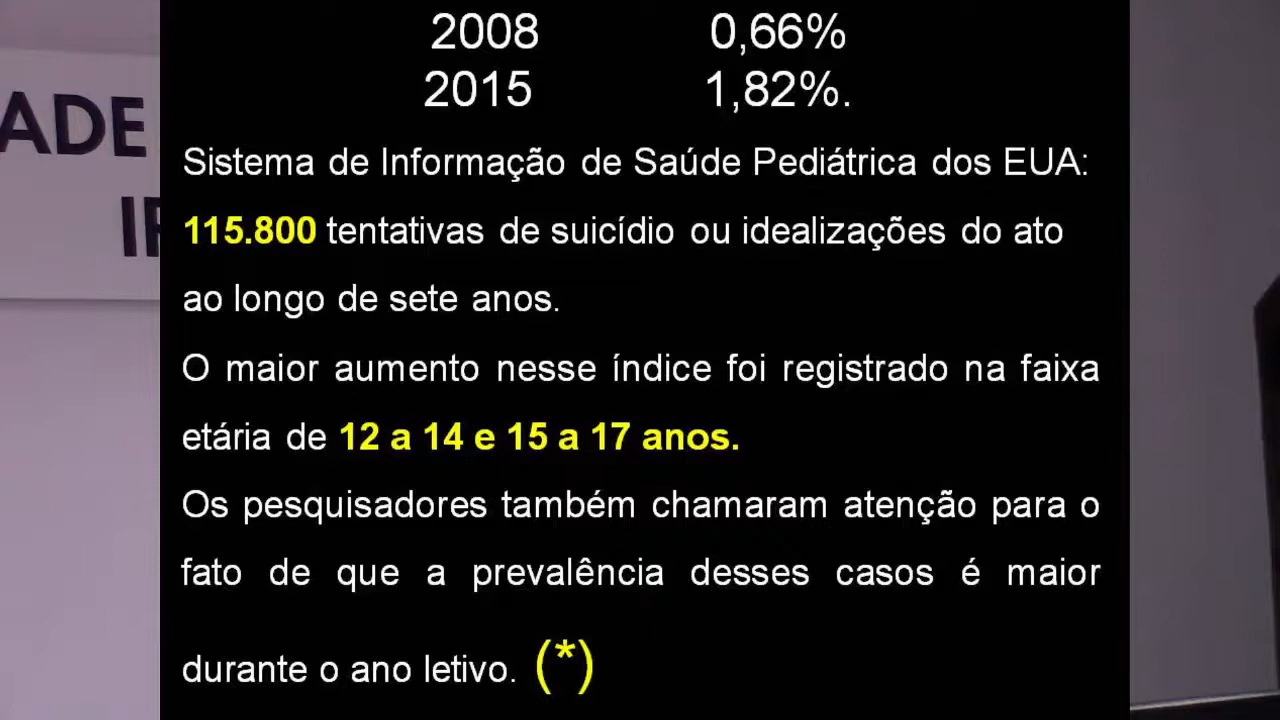 2008 0,66%
2015 1,82%.
Sistema de Informação de Saúde Pediátrica dos EUA:
115.800 tentativas de suicídio ou idealizações do ato
ao longo de sete anos.
O maior aumento nesse índice foi registrado na faixa
etária de 12 a 14 e 15 a 17 anos.
Os pesquisadores também chamaram atenção para o
fato de que a prevalência desses casos é maior
durante o ano letivo. (*)
ADE